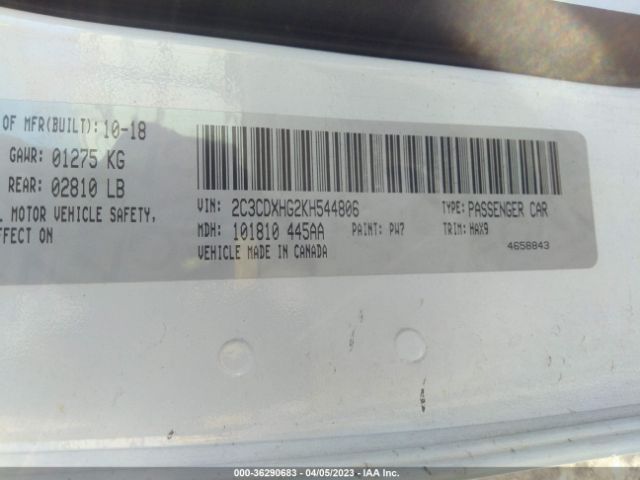 OF MFR(BUILT): 10-18
GAWR: 01275 KG
REAR: 02810 LB
L MOTOR VEHICLE SAFETY,
FFECT ON
VIN: 2C3CDXHG2KH544806
TYPE: PASSENGER CAR
MDH: 101810 445AA
PAINT: PW7
TRIM: HAX9
VEHICLE MADE IN CANADA
4658843
000-36290683 - 04/05/2023 - IAA Inc.